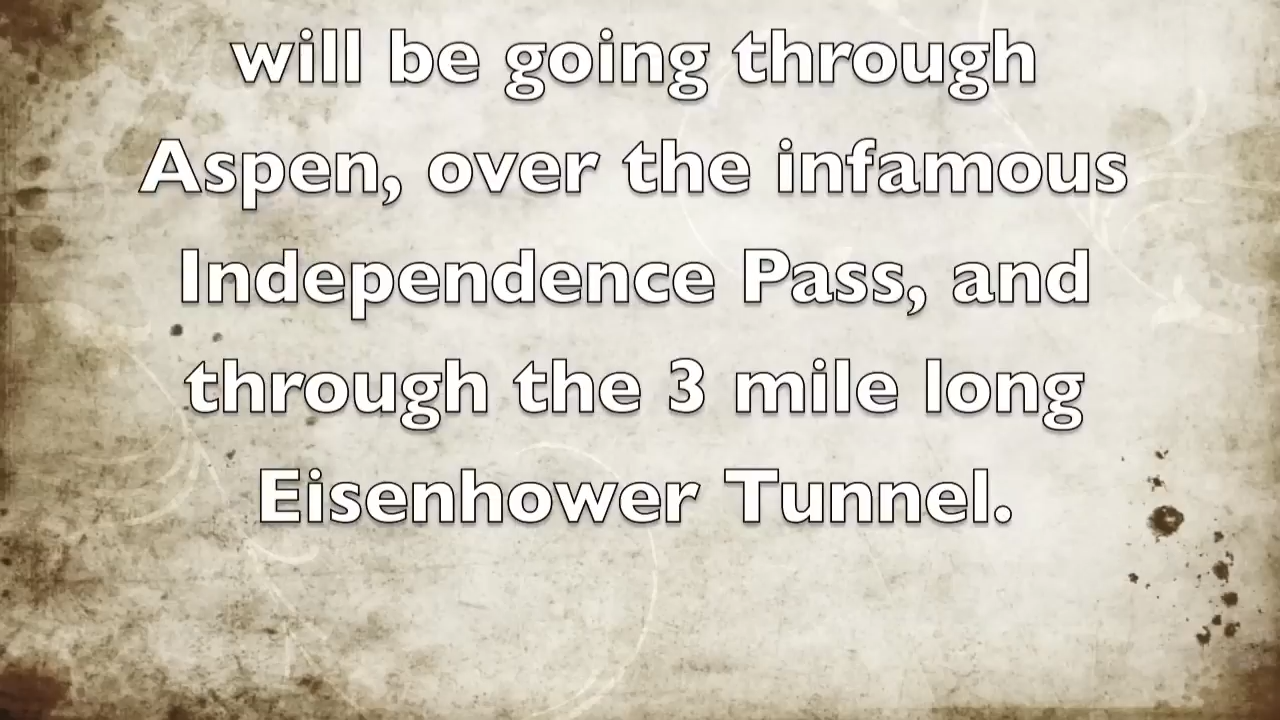 will be going through
Aspen, over the infamous
Independence Pass, and
through the 3 mile long
Eisenhower Tunnel.